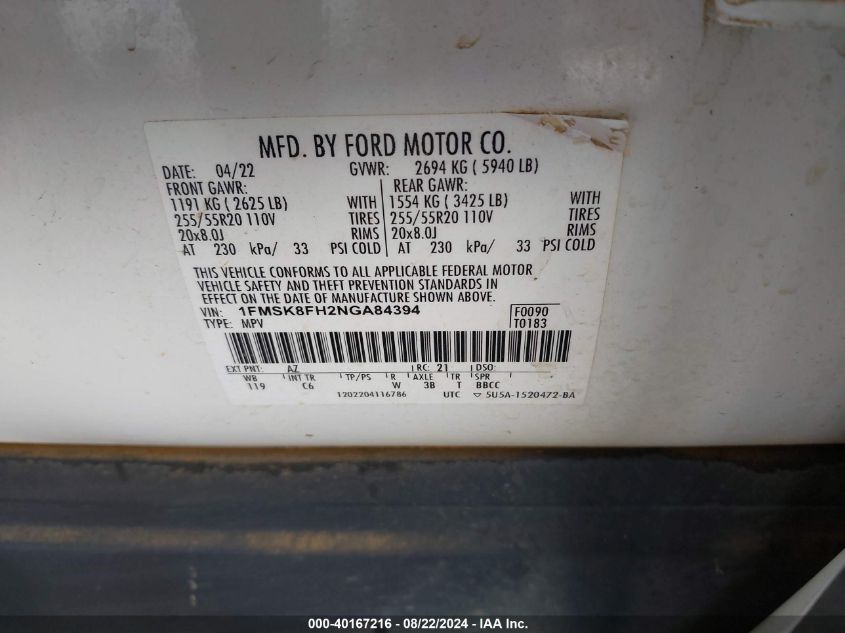 MFD. BY FORD MOTOR CO.
DATE: 04/22 GVWR: 2694 KG ( 5940 LB)
FRONT GAWR: REAR GAWR:
1191 KG ( 2625 LB) WITH 1554 KG ( 3425 LB) WITH
255/55R20 110V TIRES 255/55R20 110V TIRES
20x8.0J RIMS 20x8.0J RIMS
AT 230 kPa/ 33 PSI COLD AT 230 kPa/ 33 PSI COLD
THIS VEHICLE CONFORMS TO ALL APPLICABLE FEDERAL MOTOR
VEHICLE SAFETY AND THEFT PREVENTION STANDARDS IN
EFFECT ON THE DATE OF MANUFACTURE SHOWN ABOVE.
VIN: 1FMSK8FH2NGA84394 F0090
TYPE: MPV T0183
EXT PNT: AZ RC: 21 DSO:
WB INT TR TP/PS R AXLE TR SPR
119 C6 W 3B T BBCC
1202204116786 UTC ▽ 5U5A-1520472-BA
000-40167216 - 08/22/2024 - Copyright IAA, Inc.